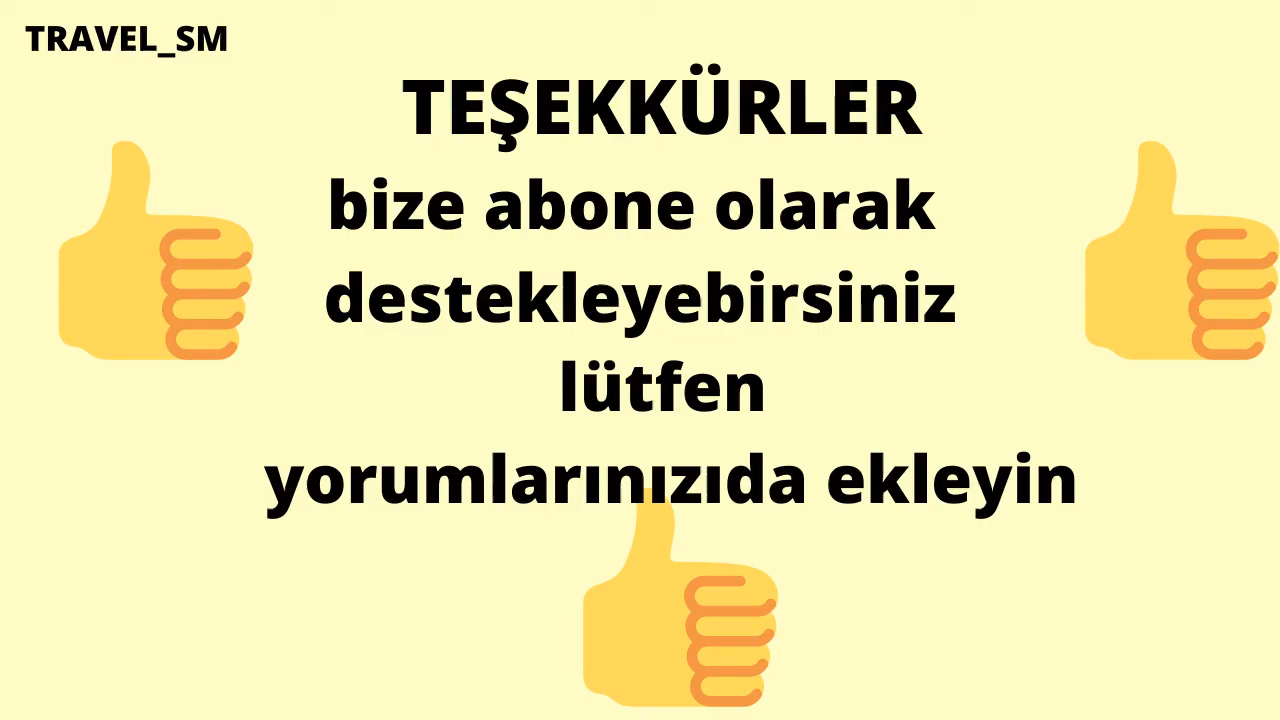 TRAVEL_SM
TEŞEKKÜRLER
bize abone olarak
destekleyebirsiniz
lütfen
yorumlarınızıda ekleyin